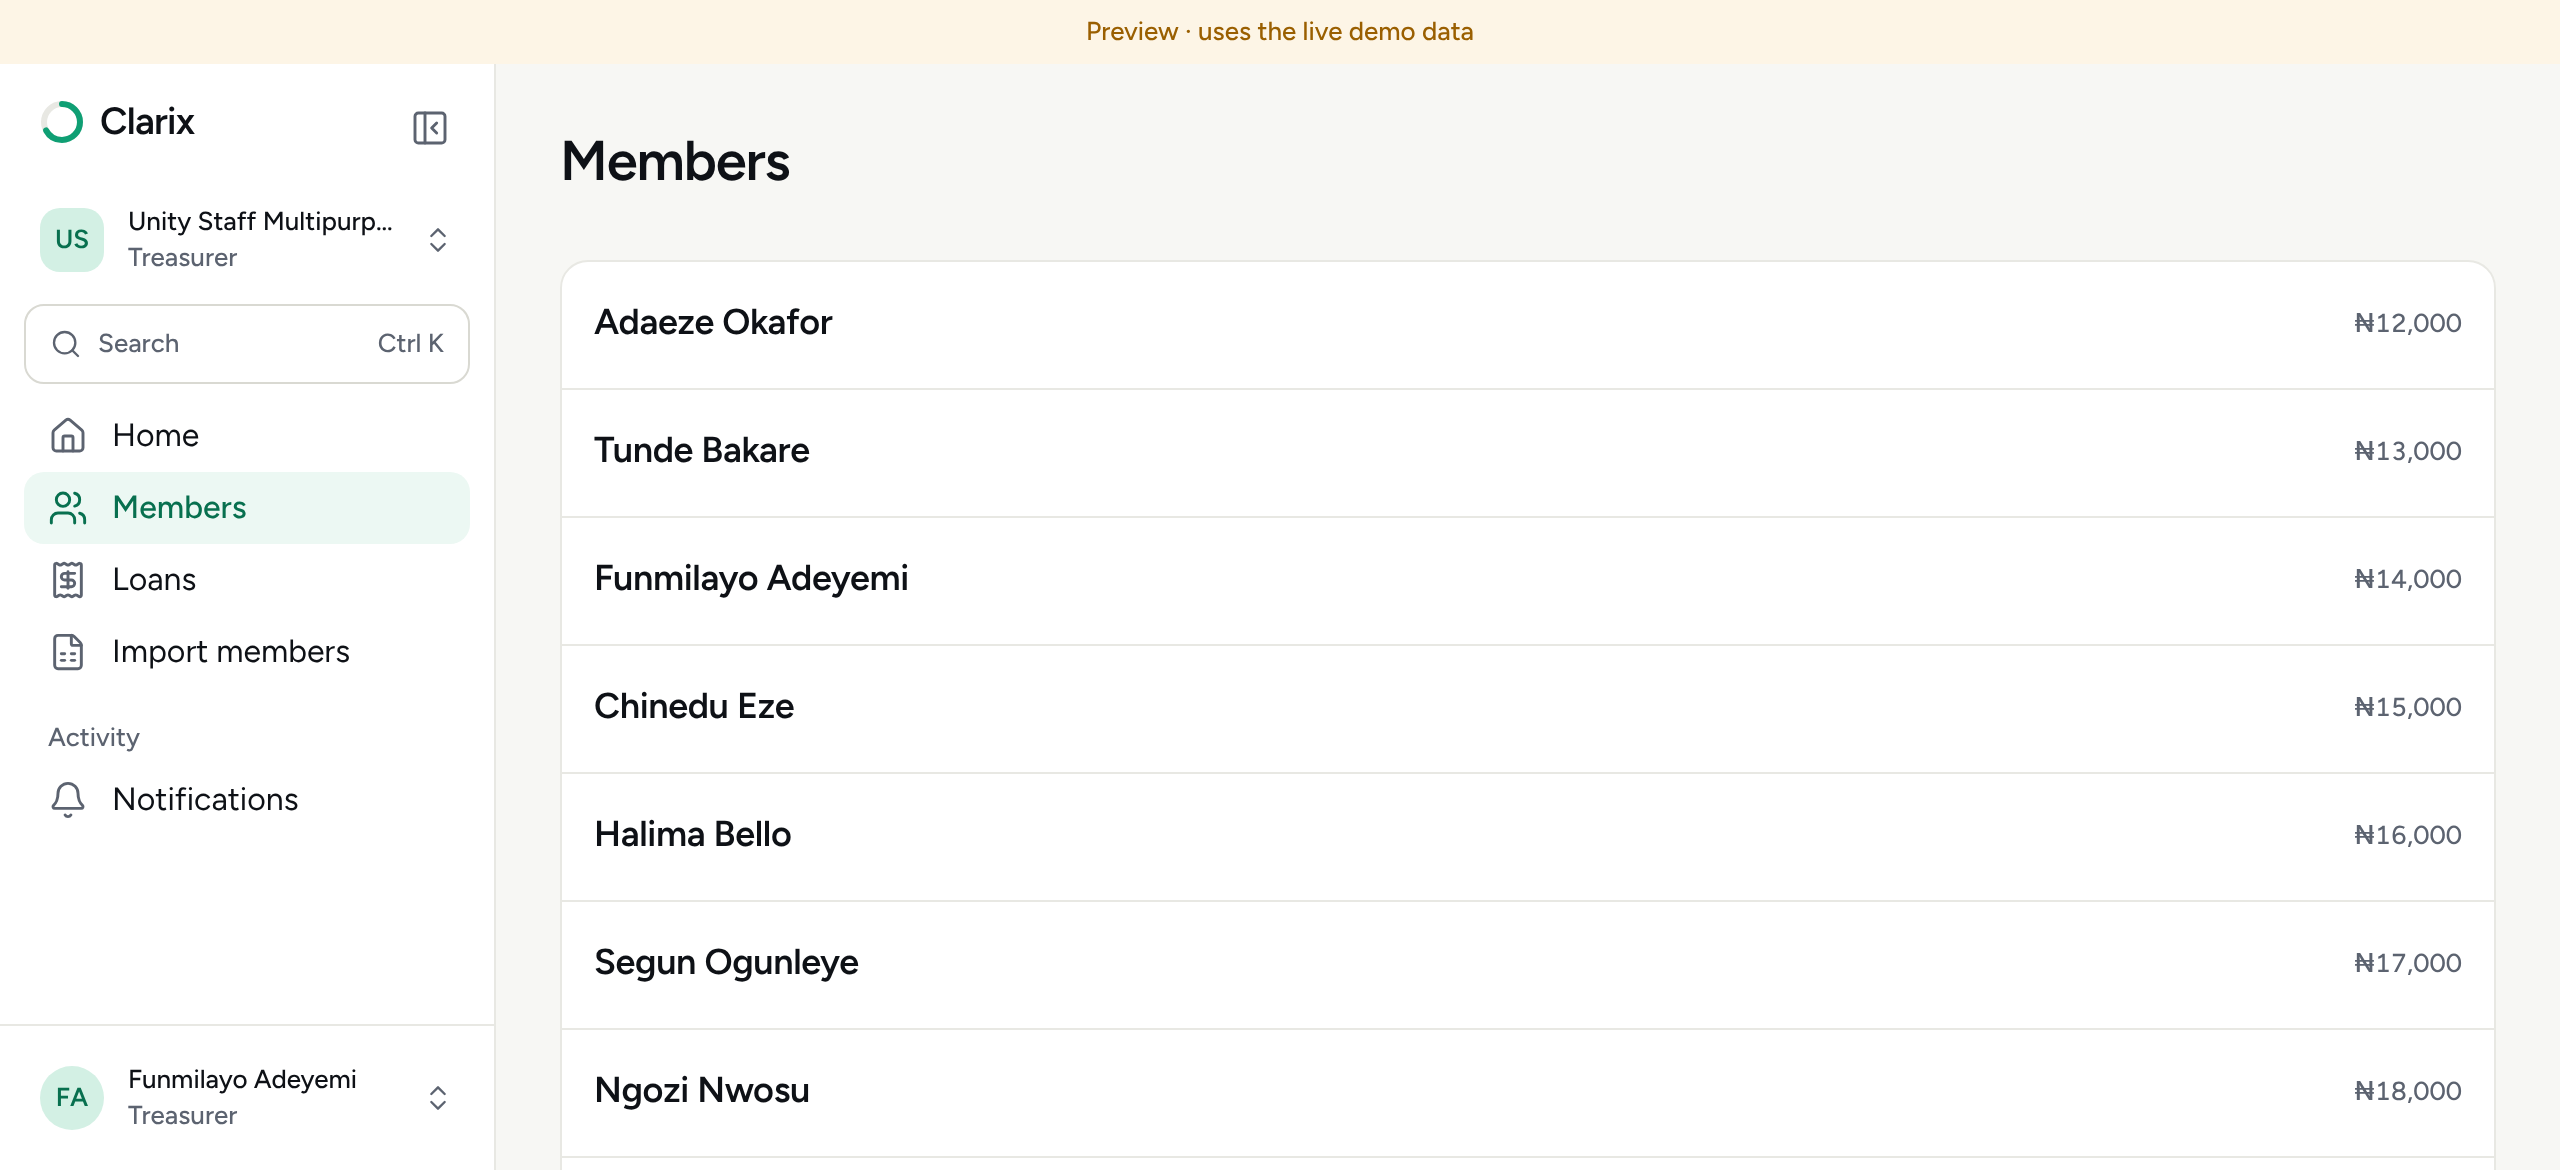 Preview · uses the live demo data
Clarix
US
Unity Staff Multipurp...
Treasurer
Search
Ctrl K
Home
Members
Loans
Import members
Activity
Notifications
FA
Funmilayo Adeyemi
Treasurer
Members
Adaeze Okafor
₦12,000
Tunde Bakare
₦13,000
Funmilayo Adeyemi
₦14,000
Chinedu Eze
₦15,000
Halima Bello
₦16,000
Segun Ogunleye
₦17,000
Ngozi Nwosu
₦18,000